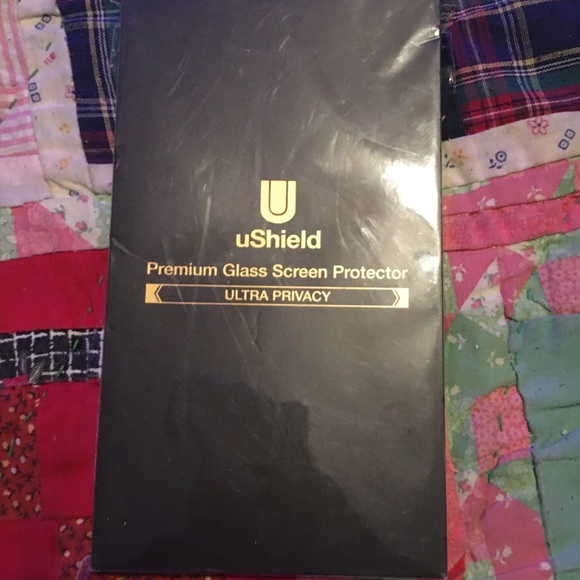 U
uShield
Premium Glass Screen Protector
ULTRA PRIVACY